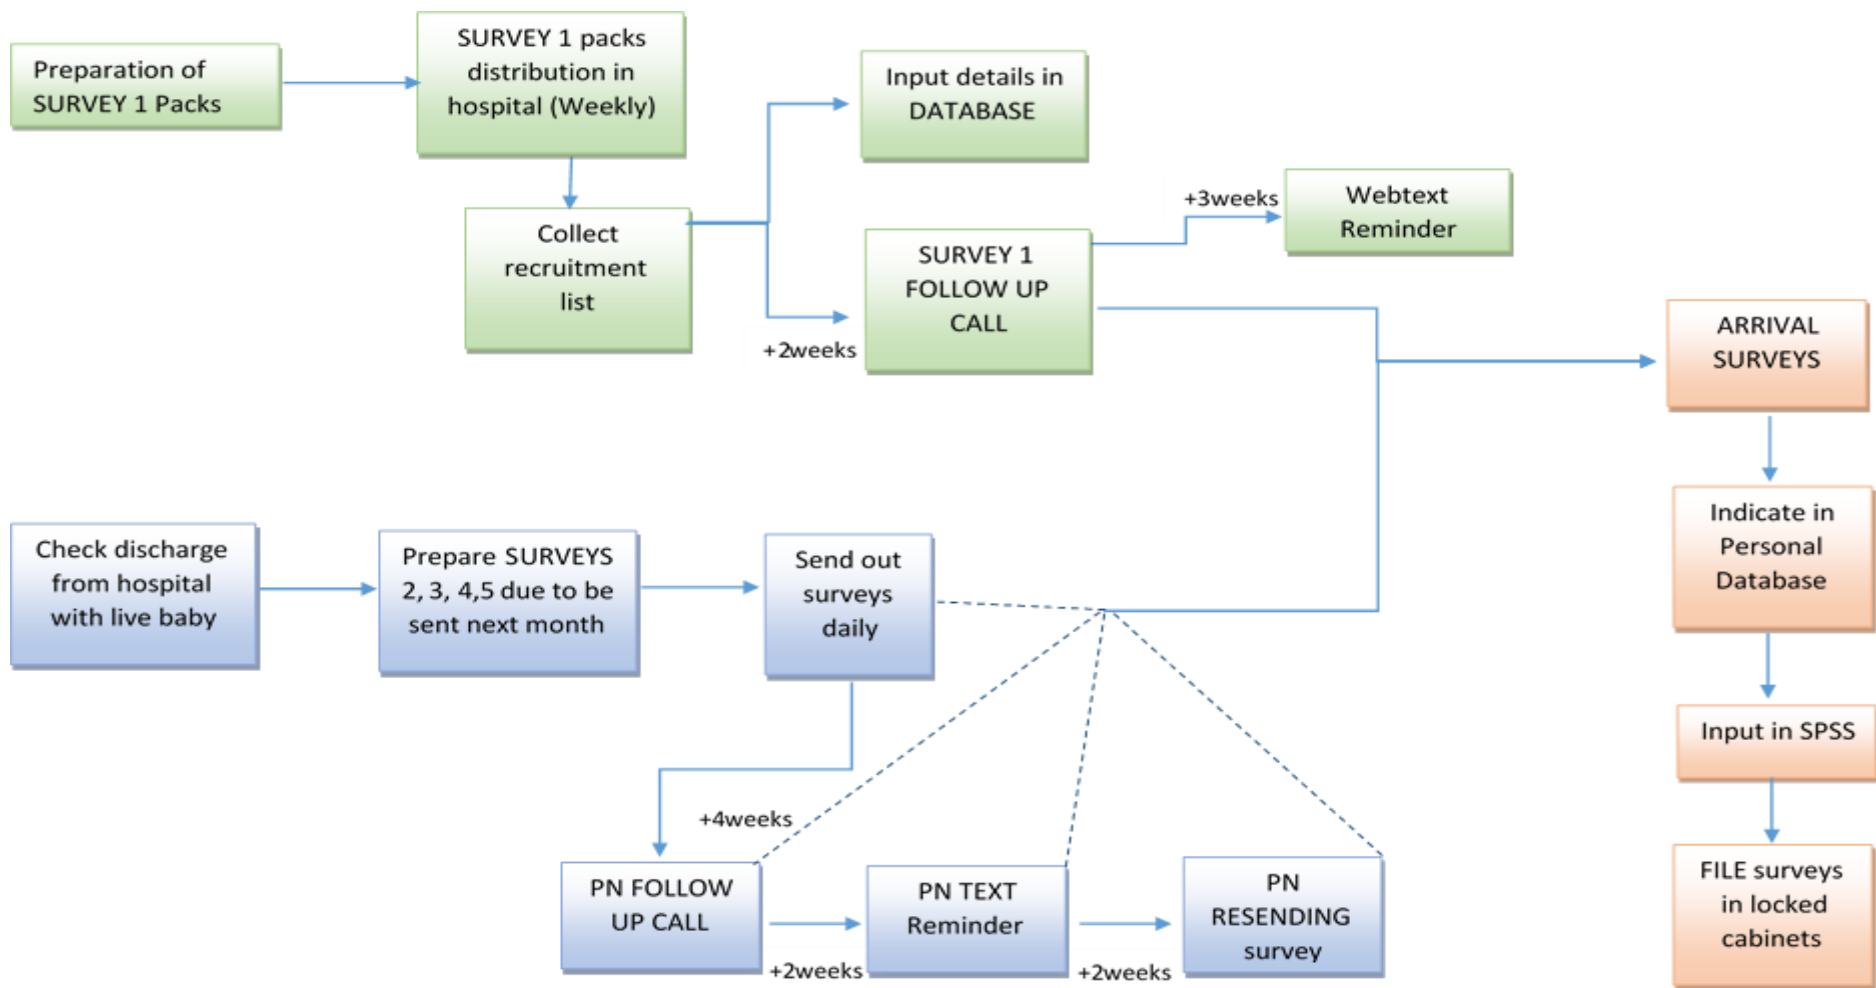 Preparation of
SURVEY 1 Packs
SURVEY 1 packs
distribution in
hospital (Weekly)
Collect
recruitment
list
Input details in
DATABASE
+2weeks
SURVEY 1
FOLLOW UP
CALL
+3weeks
Webtext
Reminder
ARRIVAL
SURVEYS
Indicate in
Personal
Database
Input in SPSS
FILE surveys
in locked
cabinets
Check discharge
from hospital
with live baby
Prepare SURVEYS
2, 3, 4,5 due to be
sent next month
Send out
surveys
daily
+4weeks
PN FOLLOW
UP CALL
+2weeks
PN TEXT
Reminder
+2weeks
PN
RESENDING
survey